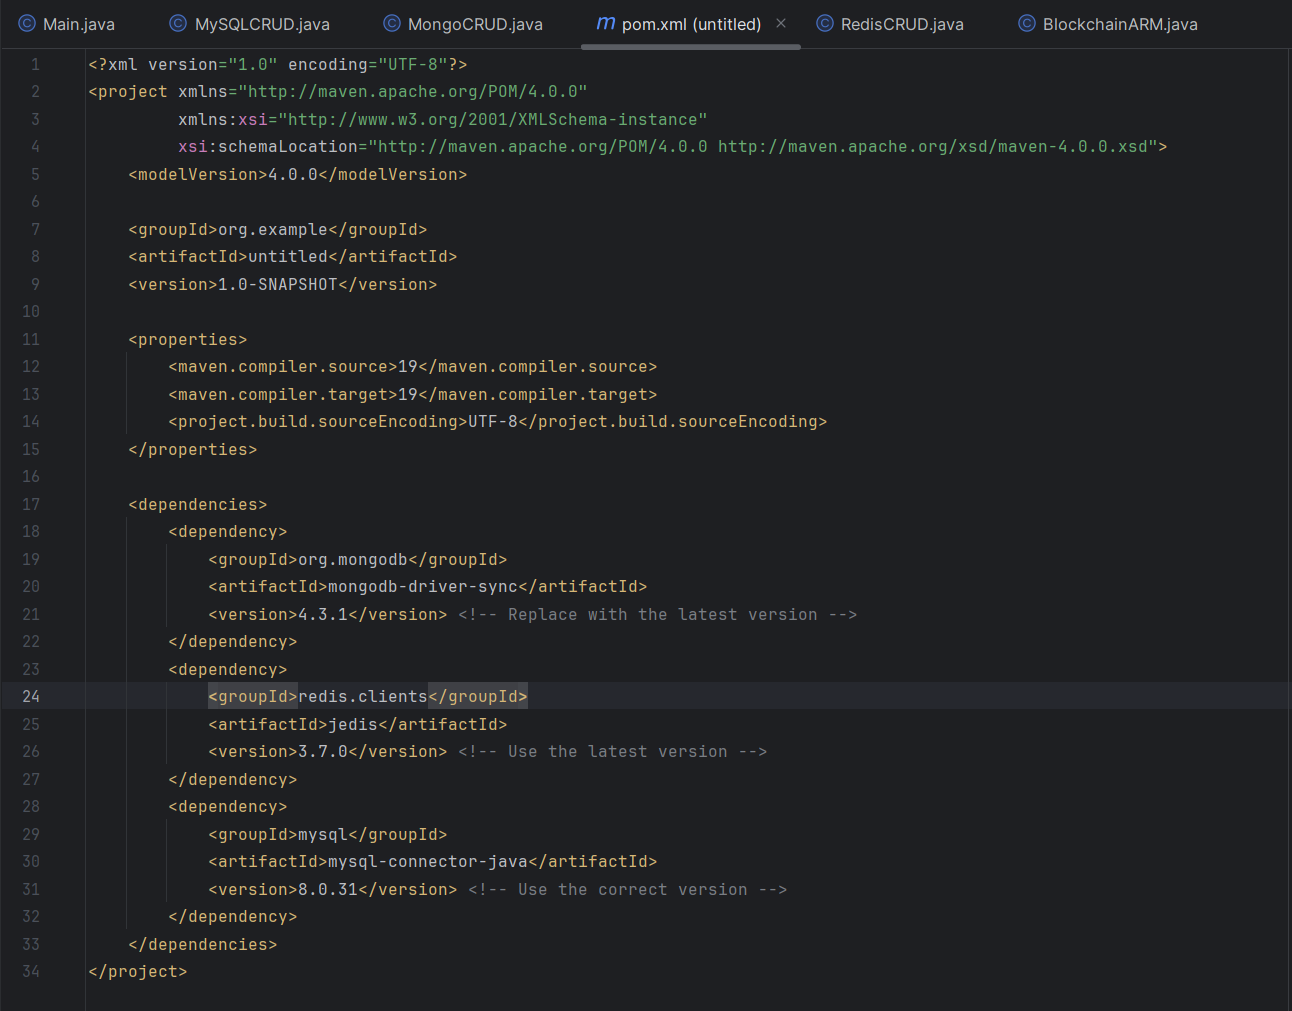 Main.java MySQLCRUD.java MongoCRUD.java pom.xml (untitled) RedisCRUD.java BlockchainARM.java
1 <?xml version="1.0" encoding="UTF-8"?>
2 <project xmlns="http://maven.apache.org/POM/4.0.0"
3 xmlns:xsi="http://www.w3.org/2001/XMLSchema-instance"
4 xsi:schemaLocation="http://maven.apache.org/POM/4.0.0 http://maven.apache.org/xsd/maven-4.0.0.xsd">
5 <modelVersion>4.0.0</modelVersion>
6
7 <groupId>org.example</groupId>
8 <artifactId>untitled</artifactId>
9 <version>1.0-SNAPSHOT</version>
10
11 <properties>
12 <maven.compiler.source>19</maven.compiler.source>
13 <maven.compiler.target>19</maven.compiler.target>
14 <project.build.sourceEncoding>UTF-8</project.build.sourceEncoding>
15 </properties>
16
17 <dependencies>
18 <dependency>
19 <groupId>org.mongodb</groupId>
20 <artifactId>mongodb-driver-sync</artifactId>
21 <version>4.3.1</version> <!-- Replace with the latest version -->
22 </dependency>
23 <dependency>
24 <groupId>redis.clients</groupId>
25 <artifactId>jedis</artifactId>
26 <version>3.7.0</version> <!-- Use the latest version -->
27 </dependency>
28 <dependency>
29 <groupId>mysql</groupId>
30 <artifactId>mysql-connector-java</artifactId>
31 <version>8.0.31</version> <!-- Use the correct version -->
32 </dependency>
33 </dependencies>
34 </project>